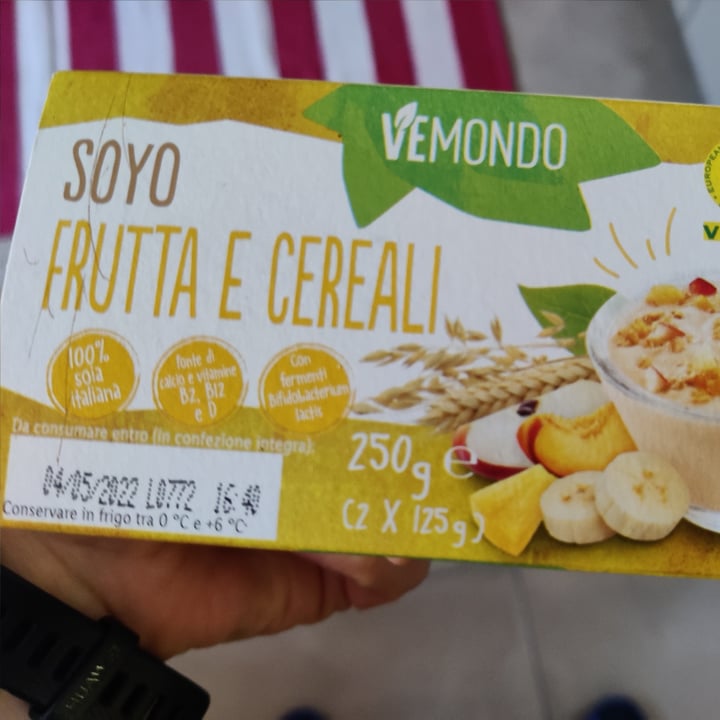 VEMONDO
SOYO
FRUTTA E CEREALI
EUROPEAN
V
100%
soia
italiana
Fonte di
calcio e vitamine
B2, B12
e D
Con
fermenti
Bifidobacterium
lactis
Da consumare entro (in confezione integra):
04/05/2022 L0772 16:40
Conservare in frigo tra 0 °C e +6 °C
250g e
(2 X 125g)